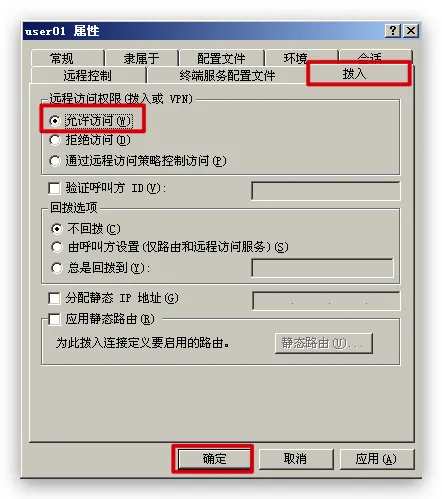 user01 属性
常规 隶属于 配置文件 环境 会话
远程控制 终端服务配置文件 拨入
远程访问权限(拨入或 VPN)
允许访问(W)
拒绝访问(D)
通过远程访问策略控制访问(P)
验证呼叫方 ID(V):
回拨选项
不回拨(C)
由呼叫方设置(仅路由和远程访问服务)(S)
总是回拨到(Y):
分配静态 IP 地址(G)
应用静态路由(R)
为此拨入连接定义要启用的路由。
静态路由(U)...
确定 取消 应用(A)